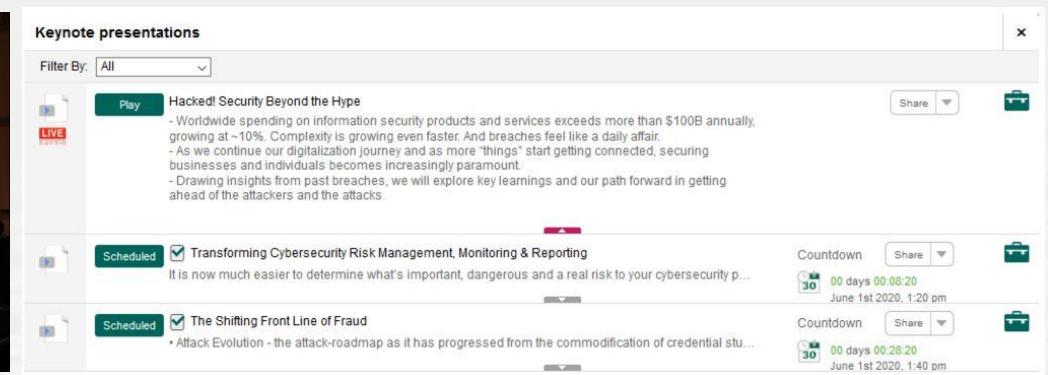 Keynote presentations
×
Filter By: All
Play
Hacked! Security Beyond the Hype
Share
LIVE
- Worldwide spending on information security products and services exceeds more than $100B annually,
growing at ~10%. Complexity is growing even faster. And breaches feel like a daily affair.
- As we continue our digitalization journey and as more "things" start getting connected, securing
businesses and individuals becomes increasingly paramount.
- Drawing insights from past breaches, we will explore key learnings and our path forward in getting
ahead of the attackers and the attacks
Scheduled
Transforming Cybersecurity Risk Management, Monitoring & Reporting
Countdown
Share
It is now much easier to determine what's important, dangerous and a real risk to your cybersecurity p...
30
00 days 00:08:20
June 1st 2020, 1:20 pm
Scheduled
The Shifting Front Line of Fraud
Countdown
Share
• Attack Evolution - the attack-roadmap as it has progressed from the commodification of credential stu...
30
00 days 00:28:20
June 1st 2020, 1:40 pm